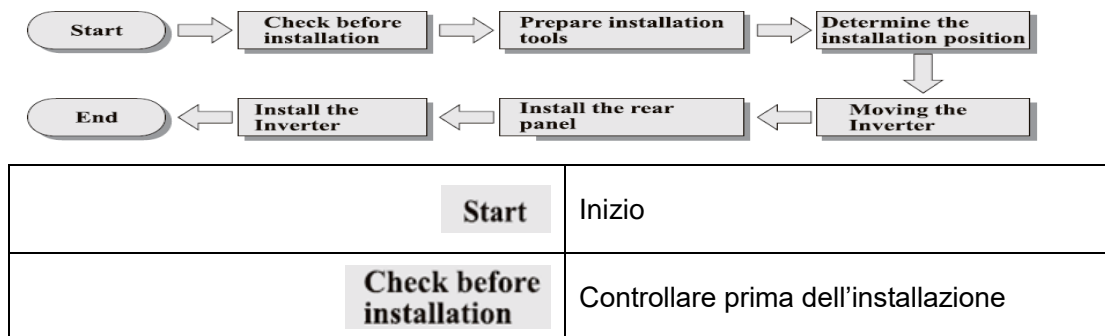 Start
Check before
installation
Prepare installation
tools
Determine the
installation position
Moving the
Inverter
Install the rear
panel
Install the
Inverter
End
Start
Inizio
Check before
installation
Controllare prima dell’installazione